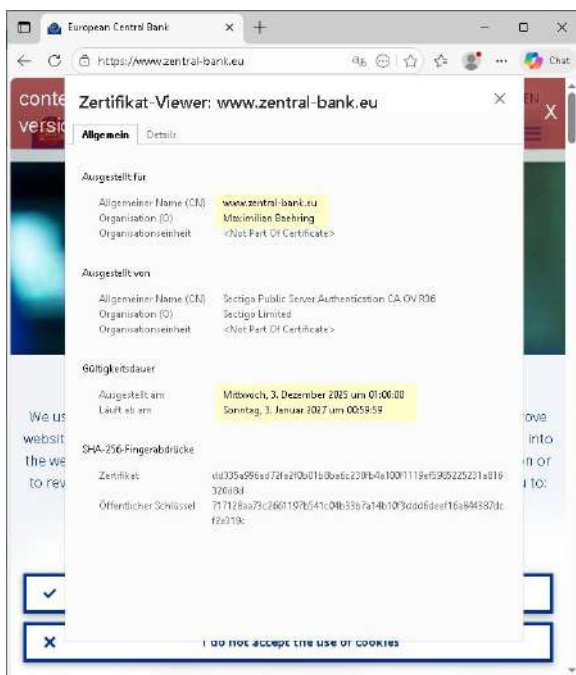 European Central Bank
https://www.zentral-bank.eu
Chat
conte
versio
EN
X
Zertifikat-Viewer: www.zentral-bank.eu
Allgemein Details
Ausgestellt für
Allgemeiner Name (CN) www.zentral-bank.eu
Organisation (O) Maximilian Baehring
Organisationseinheit <Not Part Of Certificate>
Ausgestellt von
Allgemeiner Name (CN) Sectigo Public Server Authentication CA OV R36
Organisation (O) Sectigo Limited
Organisationseinheit <Not Part Of Certificate>
Gültigkeitsdauer
Ausgestellt am Mittwoch, 3. Dezember 2025 um 01:00:00
Läuft ab am Sonntag, 3. Januar 2027 um 00:59:59
We us
ove
websit
into
the we
on or
to rev
to:
SHA-256-Fingerabdrücke
Zertifikat
Öffentlicher Schlüssel
I do not accept the use of cookies